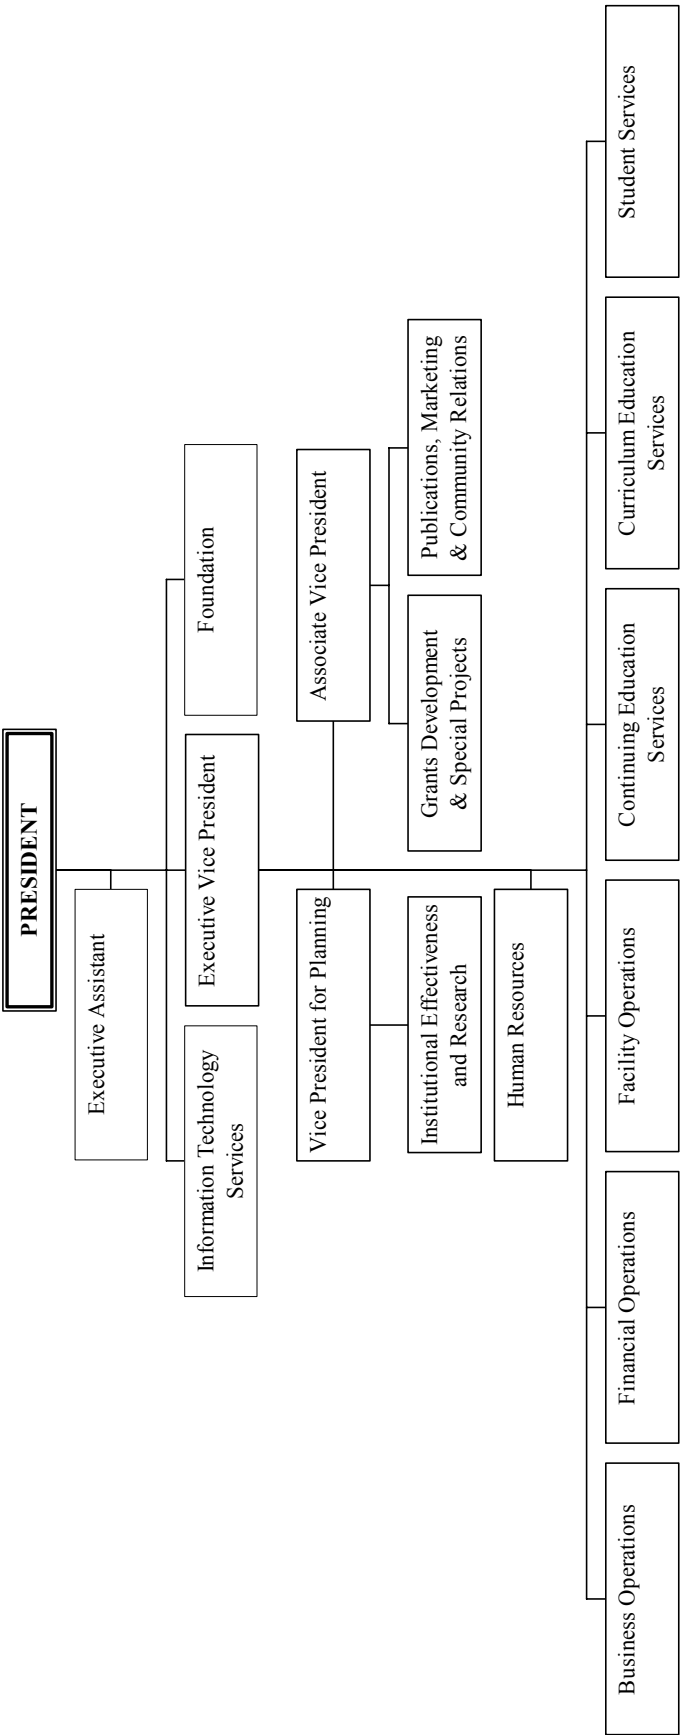 PRESIDENT
Executive Assistant
Information Technology
Services
Executive Vice President
Foundation
Vice President for Planning
Associate Vice President
Institutional Effectiveness
and Research
Grants Development
& Special Projects
Publications, Marketing
& Community Relations
Human Resources
Business Operations
Financial Operations
Facility Operations
Continuing Education
Services
Curriculum Education
Services
Student Services